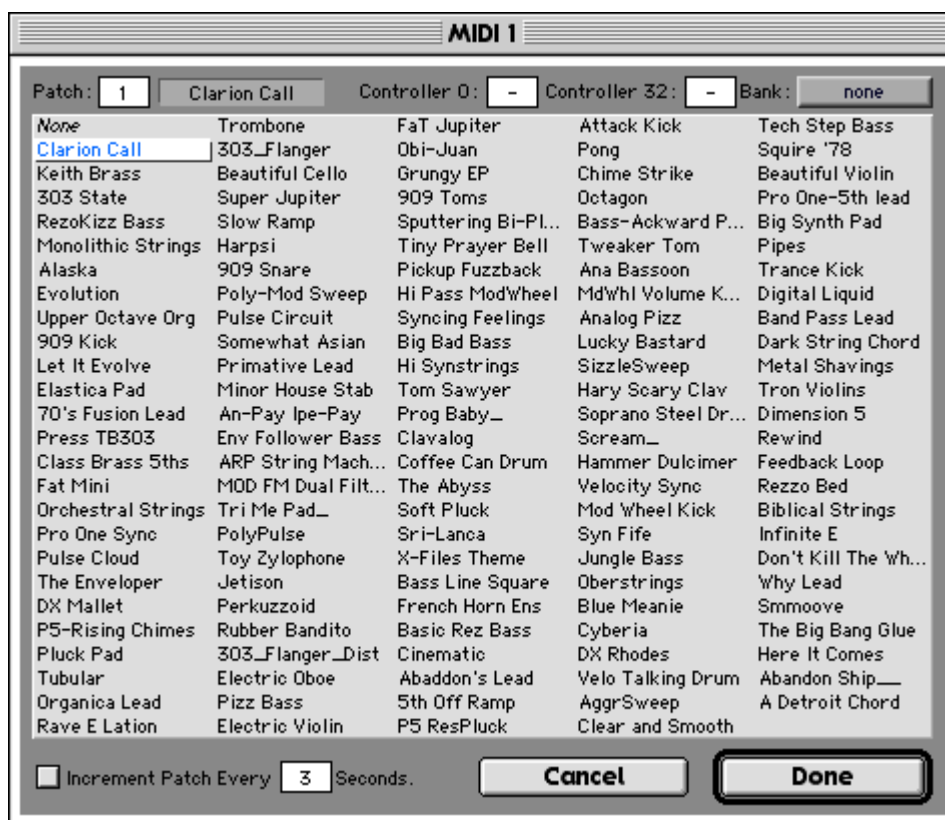 MIDI 1
Patch: 1 Clarion Call Controller 0: - Controller 32: - Bank: none
None Trombone FaT Jupiter Attack Kick Tech Step Bass
Clarion Call 303_Flanger Obi-Juan Pong Squire '78
Keith Brass Beautiful Cello Grungy EP Chime Strike Beautiful Violin
303 State Super Jupiter 909 Toms Octagon Pro One-5th lead
RezoKizz Bass Slow Ramp Sputtering Bi-Pl... Bass-Ackward P... Big Synth Pad
Monolithic Strings Harpsi Tiny Prayer Bell Tweaker Tom Pipes
Alaska 909 Snare Pickup Fuzzback Ana Bassoon Trance Kick
Evolution Poly-Mod Sweep Hi Pass ModWheel MdWhl Volume K... Digital Liquid
Upper Octave Org Pulse Circuit Syncing Feelings Analog Pizz Band Pass Lead
909 Kick Somewhat Asian Big Bad Bass Lucky Bastard Dark String Chord
Let It Evolve Primative Lead Hi Synstrings SizzleSweep Metal Shavings
Elastica Pad Minor House Stab Tom Sawyer Hary Scary Clav Tron Violins
70's Fusion Lead An-Pay Ipe-Pay Prog Baby_ Soprano Steel Dr... Dimension 5
Press TB303 Env Follower Bass Clavalog Scream_ Rewind
Class Brass 5ths ARP String Mach... Coffee Can Drum Hammer Dulcimer Feedback Loop
Fat Mini MOD FM Dual Filt... The Abyss Velocity Sync Rezzo Bed
Orchestral Strings Tri Me Pad_ Soft Pluck Mod Wheel Kick Biblical Strings
Pro One Sync PolyPulse Sri-Lanca Syn Fife Infinite E
Pulse Cloud Toy Zylophone X-Files Theme Jungle Bass Don't Kill The Wh...
The Enveloper Jetison Bass Line Square Oberstrings Why Lead
DX Mallet Perkuzzoid French Horn Ens Blue Meanie Smmoove
P5-Rising Chimes Rubber Bandito Basic Rez Bass Cyberia The Big Bang Glue
Pluck Pad 303_Flanger_Dist Cinematic DX Rhodes Here It Comes
Tubular Electric Oboe Abaddon's Lead Velo Talking Drum Abandon Ship__
Organica Lead Pizz Bass 5th Off Ramp AggrSweep A Detroit Chord
Rave E Lation Electric Violin P5 ResPluck Clear and Smooth
Increment Patch Every 3 Seconds. Cancel Done